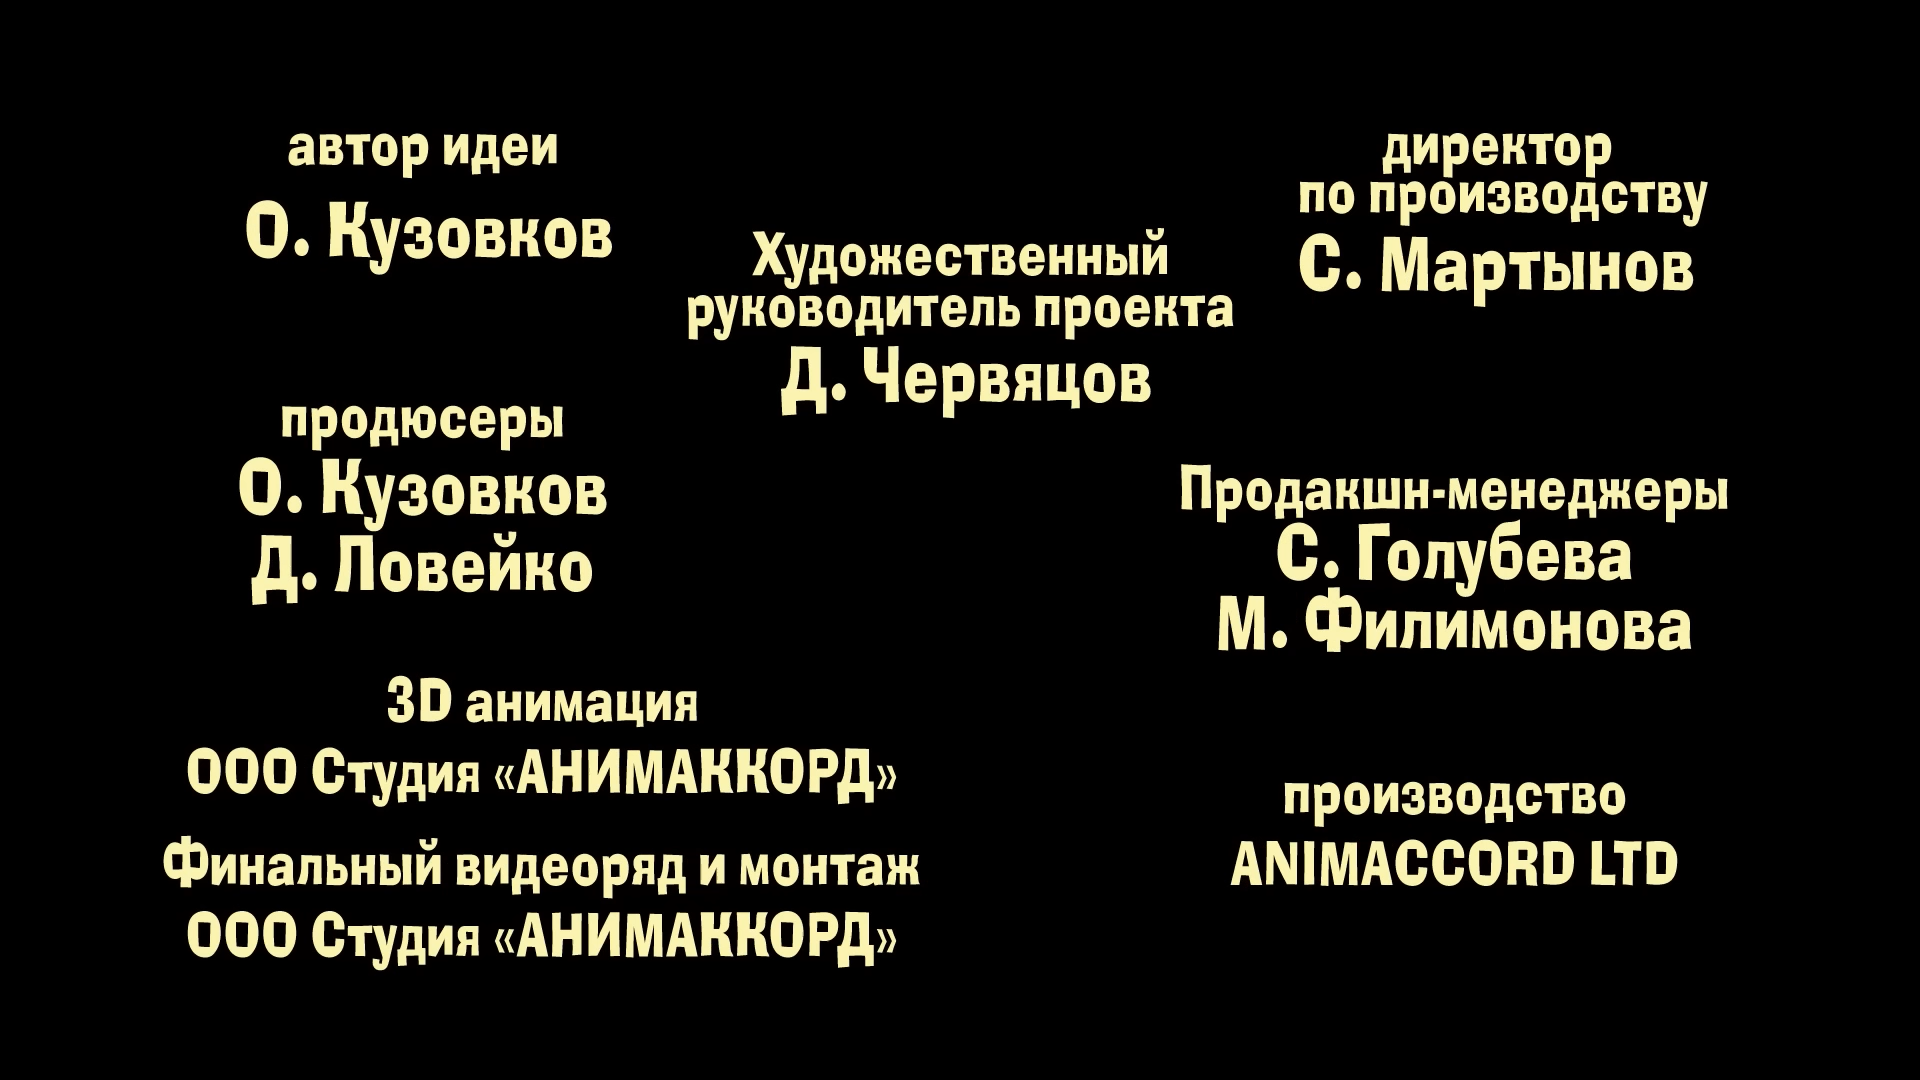 автор идеи
О. Кузовков
продюсеры
О. Кузовков
Д. Ловейко
Художественный
руководитель проекта
Д. Червяцов
директор
по производству
С. Мартынов
Продакшн-менеджеры
С. Голубева
М. Филимонова
3D анимация
ООО Студия «АНИМАККОРД»
Финальный видеоряд и монтаж
ООО Студия «АНИМАККОРД»
производство
ANIMACCORD LTD